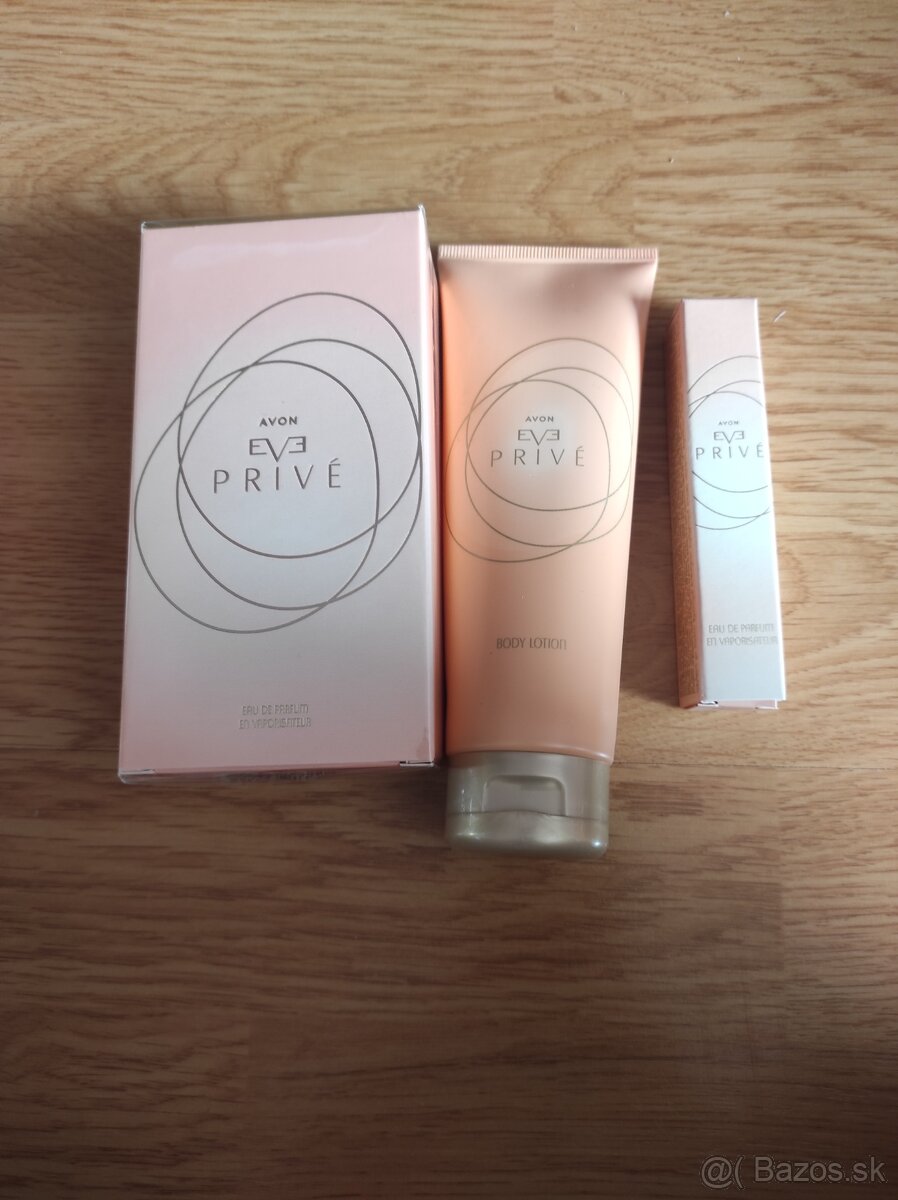 AVON
EVE
PRIVÉ
EAU DE PARFUM
EN VAPORISATEUR
AVON
EVE
PRIVÉ
BODY LOTION
AVON
EVE
PRIVÉ
EAU DE PARFUM
EN VAPORISATEUR
@( Bazos.sk